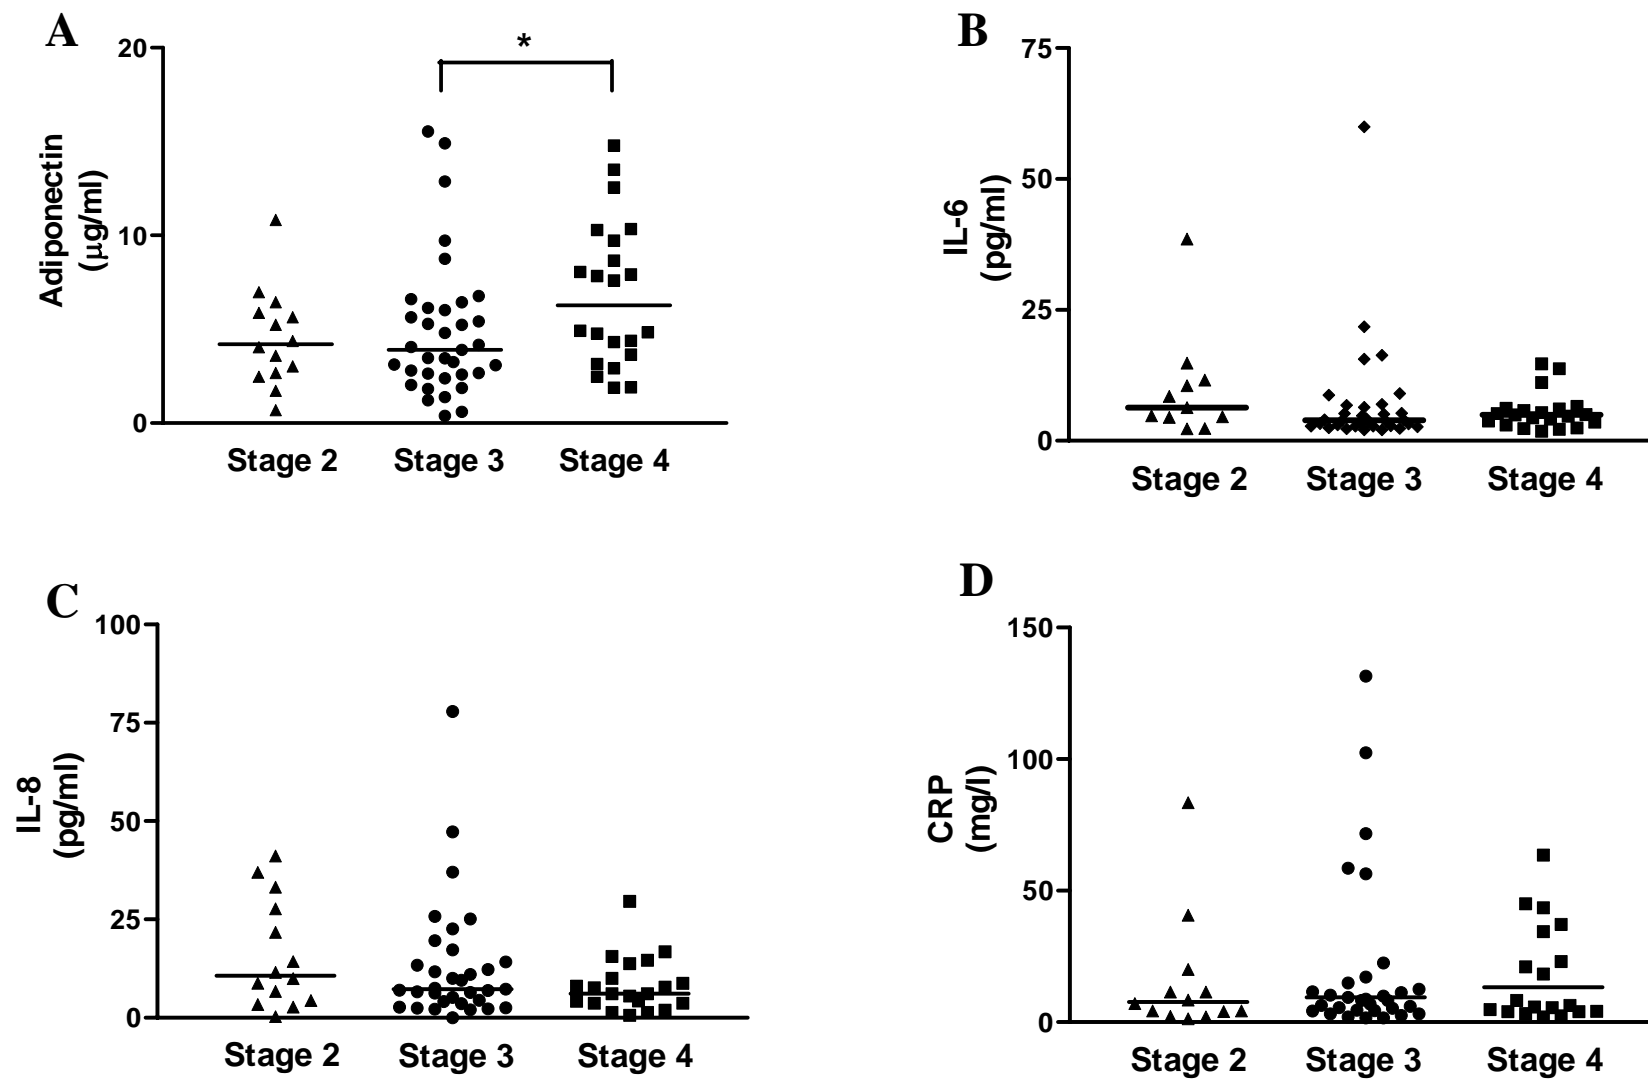 A
20
*
10
0
Adiponectin
(µg/ml)
Stage 2 Stage 3 Stage 4
B
75
50
25
0
IL-6
(pg/ml)
Stage 2 Stage 3 Stage 4
C
100
75
50
25
0
IL-8
(pg/ml)
Stage 2 Stage 3 Stage 4
D
150
100
50
0
CRP
(mg/l)
Stage 2 Stage 3 Stage 4